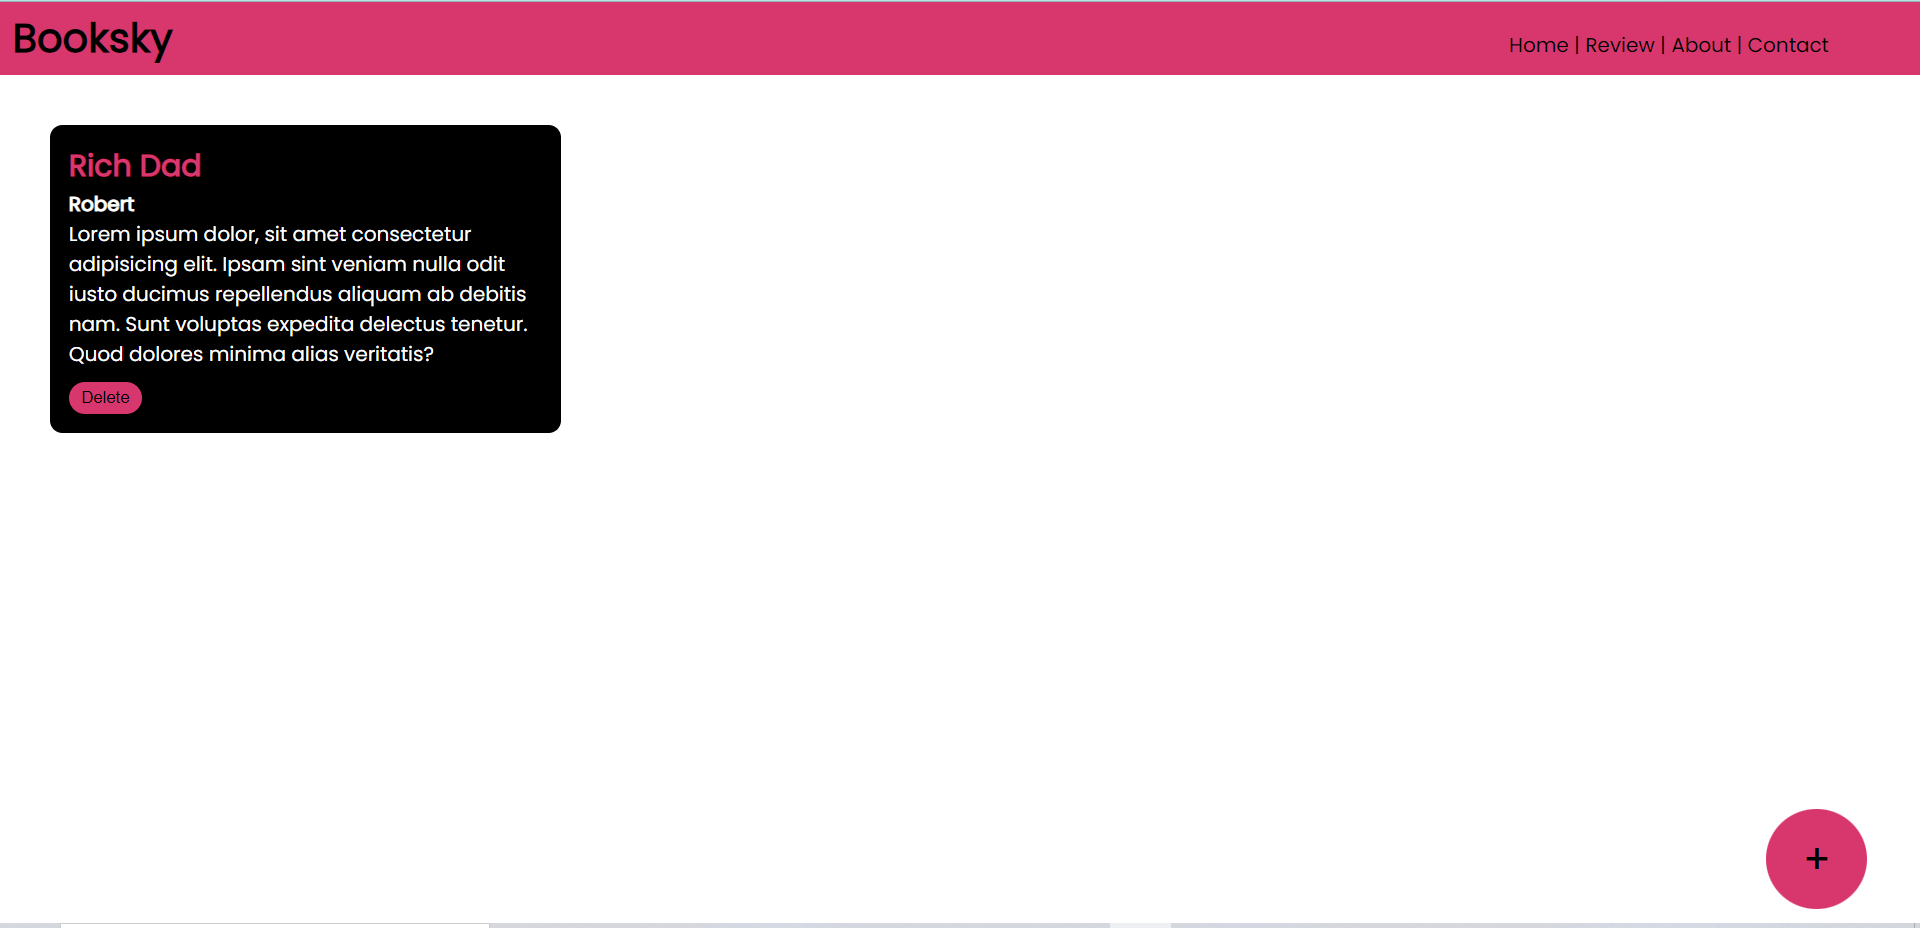 Booksky
Home | Review | About | Contact
Rich Dad
Robert
Lorem ipsum dolor, sit amet consectetur
adipisicing elit. Ipsam sint veniam nulla odit
iusto ducimus repellendus aliquam ab debitis
nam. Sunt voluptas expedita delectus tenetur.
Quod dolores minima alias veritatis?
Delete
+